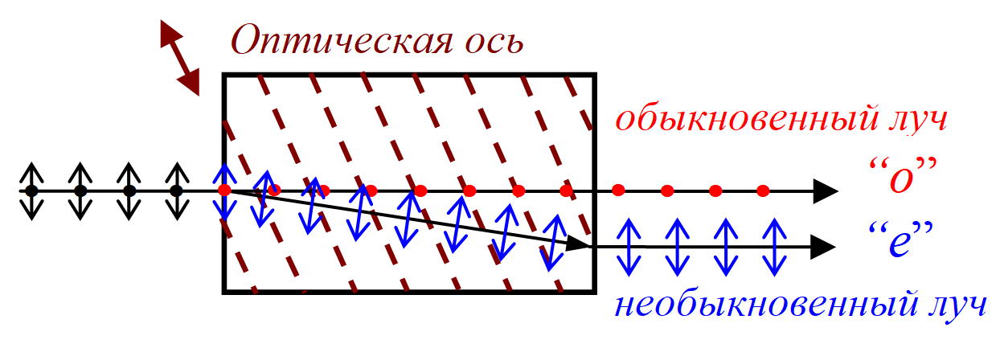 Оптическая ось
обыкновенный луч
“о”
“е”
необыкновенный луч